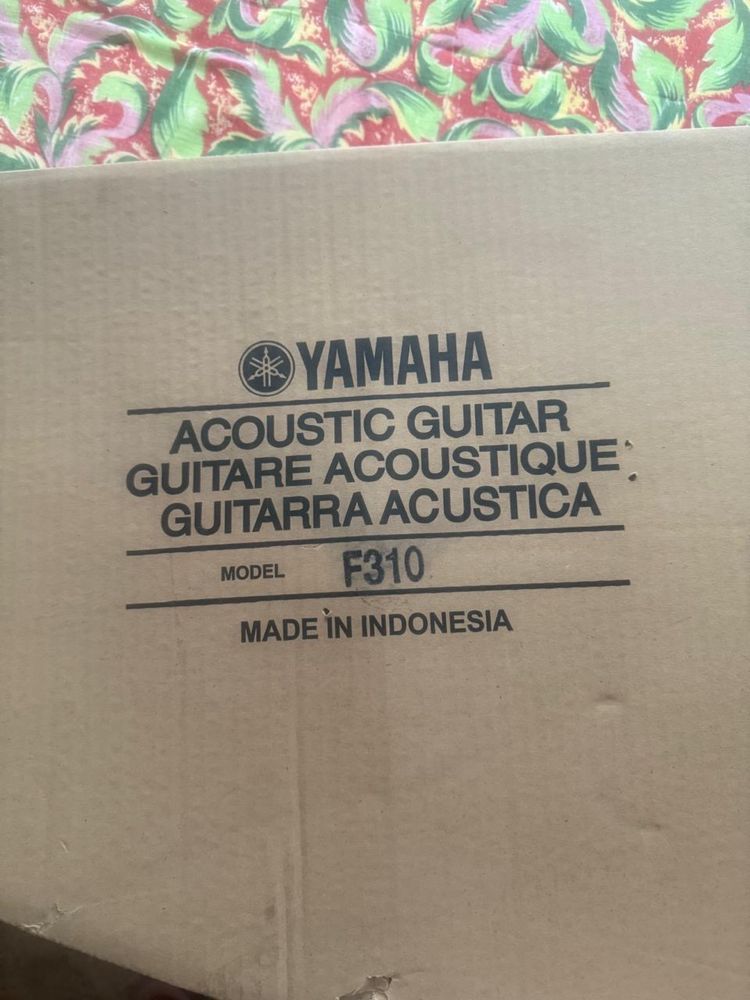 YAMAHA
ACOUSTIC GUITAR
GUITARE ACOUSTIQUE
GUITARRA ACUSTICA
MODEL F310
MADE IN INDONESIA